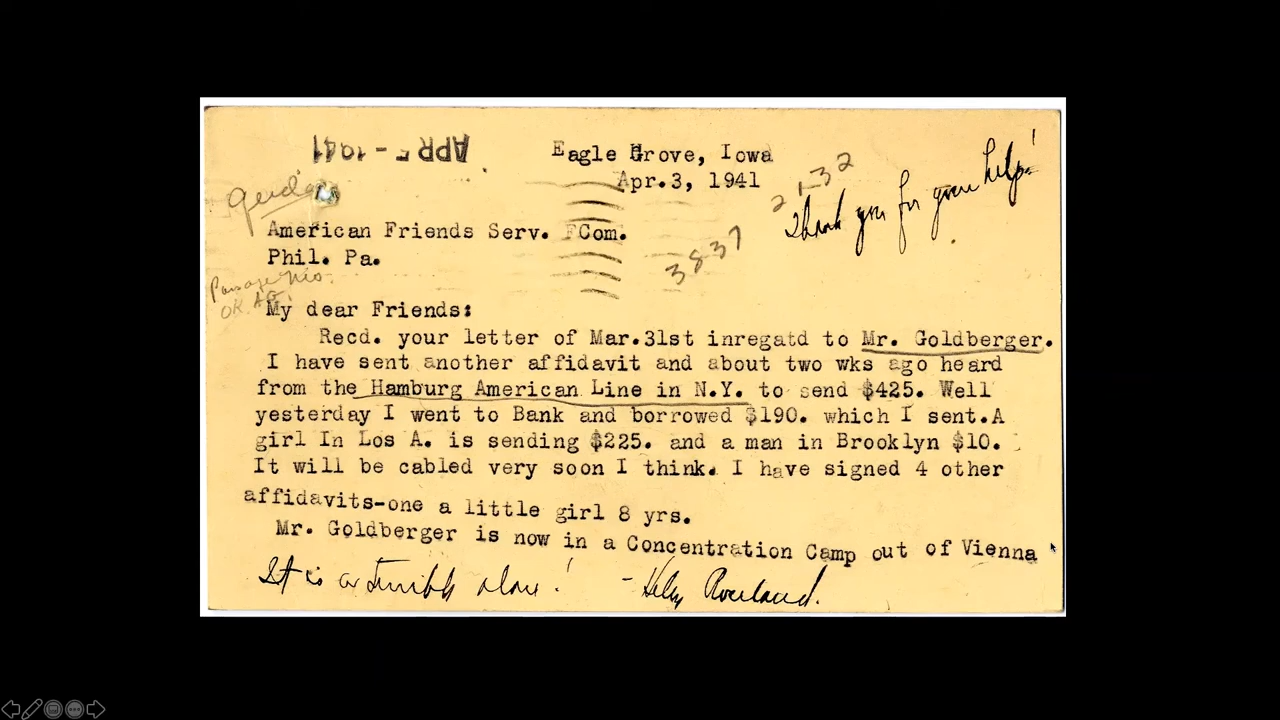 APR 5 - 1941
Eagle Grove, Iowa
Apr.3, 1941
2132
Thank you for your help!
American Friends Serv. FCom.
3837
Phil. Pa.
Passage
OK
My dear Friends:
Recd. your letter of Mar.31st inregatd to Mr. Goldberger.
I have sent another affidavit and about two wks ago heard
from the Hamburg American Line in N.Y. to send $425. Well
yesterday I went to Bank and borrowed $190. which I sent.A
girl In Los A. is sending $225. and a man in Brooklyn $10.
It will be cabled very soon I think. I have signed 4 other
affidavits-one a little girl 8 yrs.
Mr. Goldberger is now in a Concentration Camp out of Vienna
It is a terrible! -